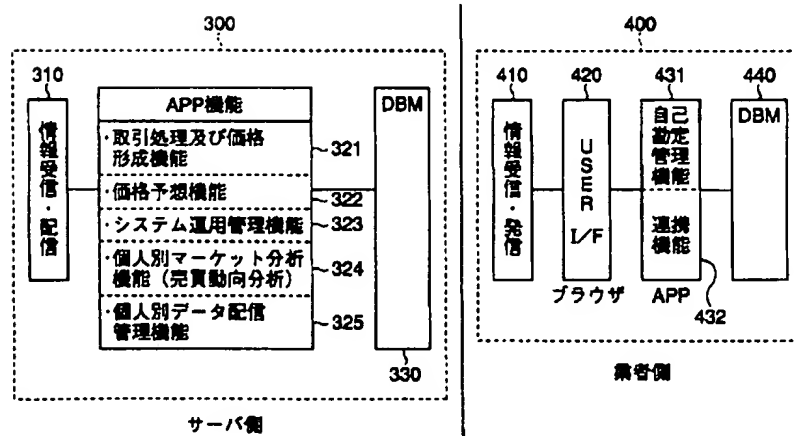 300
310
情報受信・配信
APP機能
・取引処理及び価格
形成機能
321
・価格予想機能
322
・システム運用管理機能
323
・個人別マーケット分析
機能（売買動向分析）
324
・個人別データ配信
管理機能
325
DBM
330
サーバ側
400
410
情報受信・発信
420
USER
I/F
ブラウザ
431
自己
勘定
管理
機能
連携
機能
APP
432
440
DBM
業者側